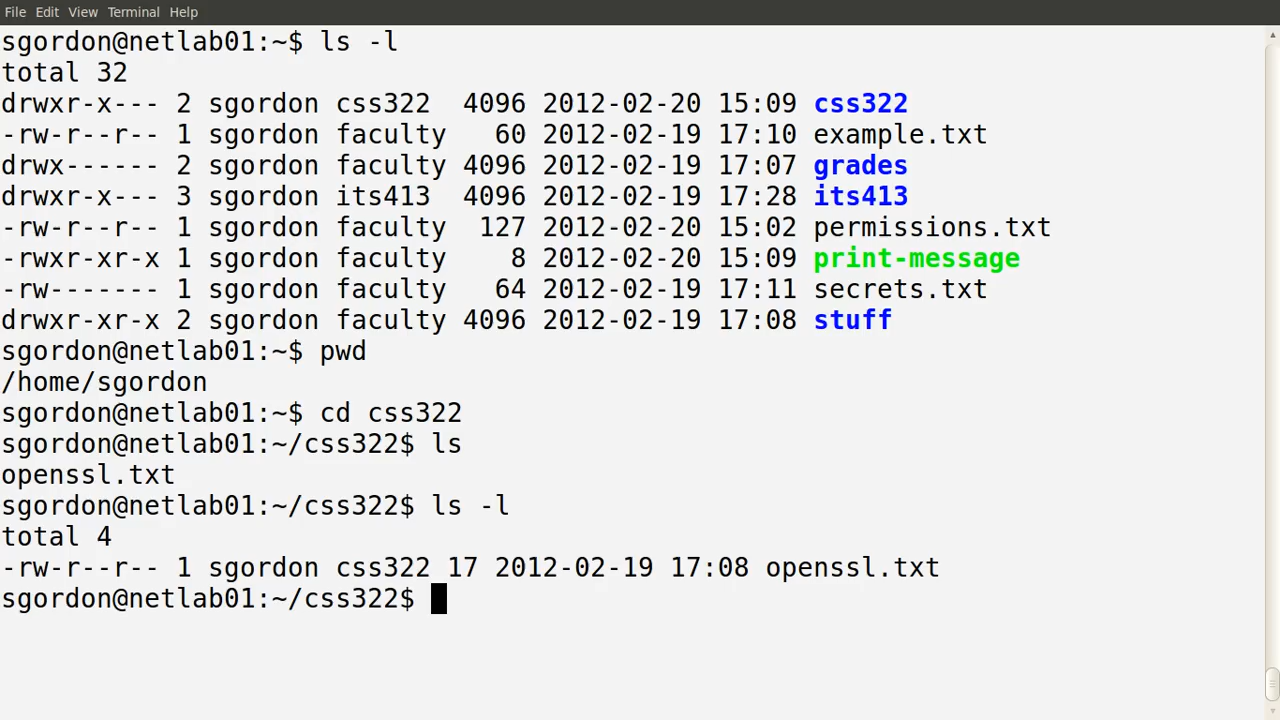 File Edit View Terminal Help
sgordon@netlab01:~$ ls -l
total 32
drwxr-x--- 2 sgordon css322  4096 2012-02-20 15:09 css322
-rw-r--r-- 1 sgordon faculty   60 2012-02-19 17:10 example.txt
drwx------ 2 sgordon faculty 4096 2012-02-19 17:07 grades
drwxr-x--- 3 sgordon its413  4096 2012-02-19 17:28 its413
-rw-r--r-- 1 sgordon faculty  127 2012-02-20 15:02 permissions.txt
-rwxr-xr-x 1 sgordon faculty    8 2012-02-20 15:09 print-message
-rw------- 1 sgordon faculty   64 2012-02-19 17:11 secrets.txt
drwxr-xr-x 2 sgordon faculty 4096 2012-02-19 17:08 stuff
sgordon@netlab01:~$ pwd
/home/sgordon
sgordon@netlab01:~$ cd css322
sgordon@netlab01:~/css322$ ls
openssl.txt
sgordon@netlab01:~/css322$ ls -l
total 4
-rw-r--r-- 1 sgordon css322 17 2012-02-19 17:08 openssl.txt
sgordon@netlab01:~/css322$